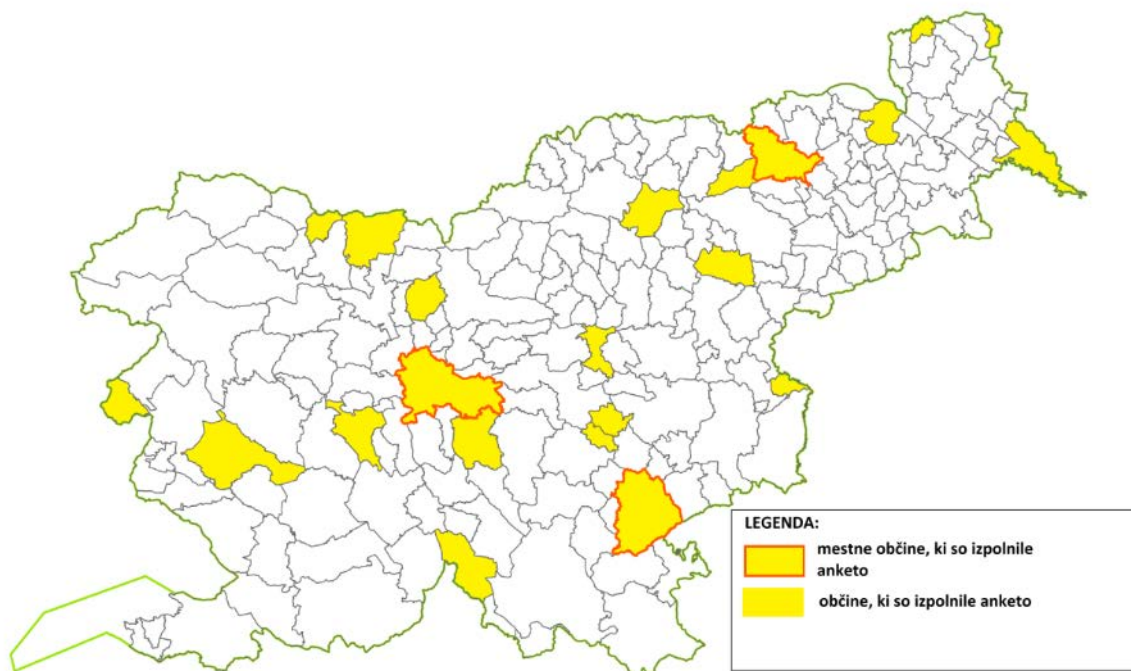 LEGENDA:
mestne občine, ki so izpolnile
anketo
občine, ki so izpolnile anketo